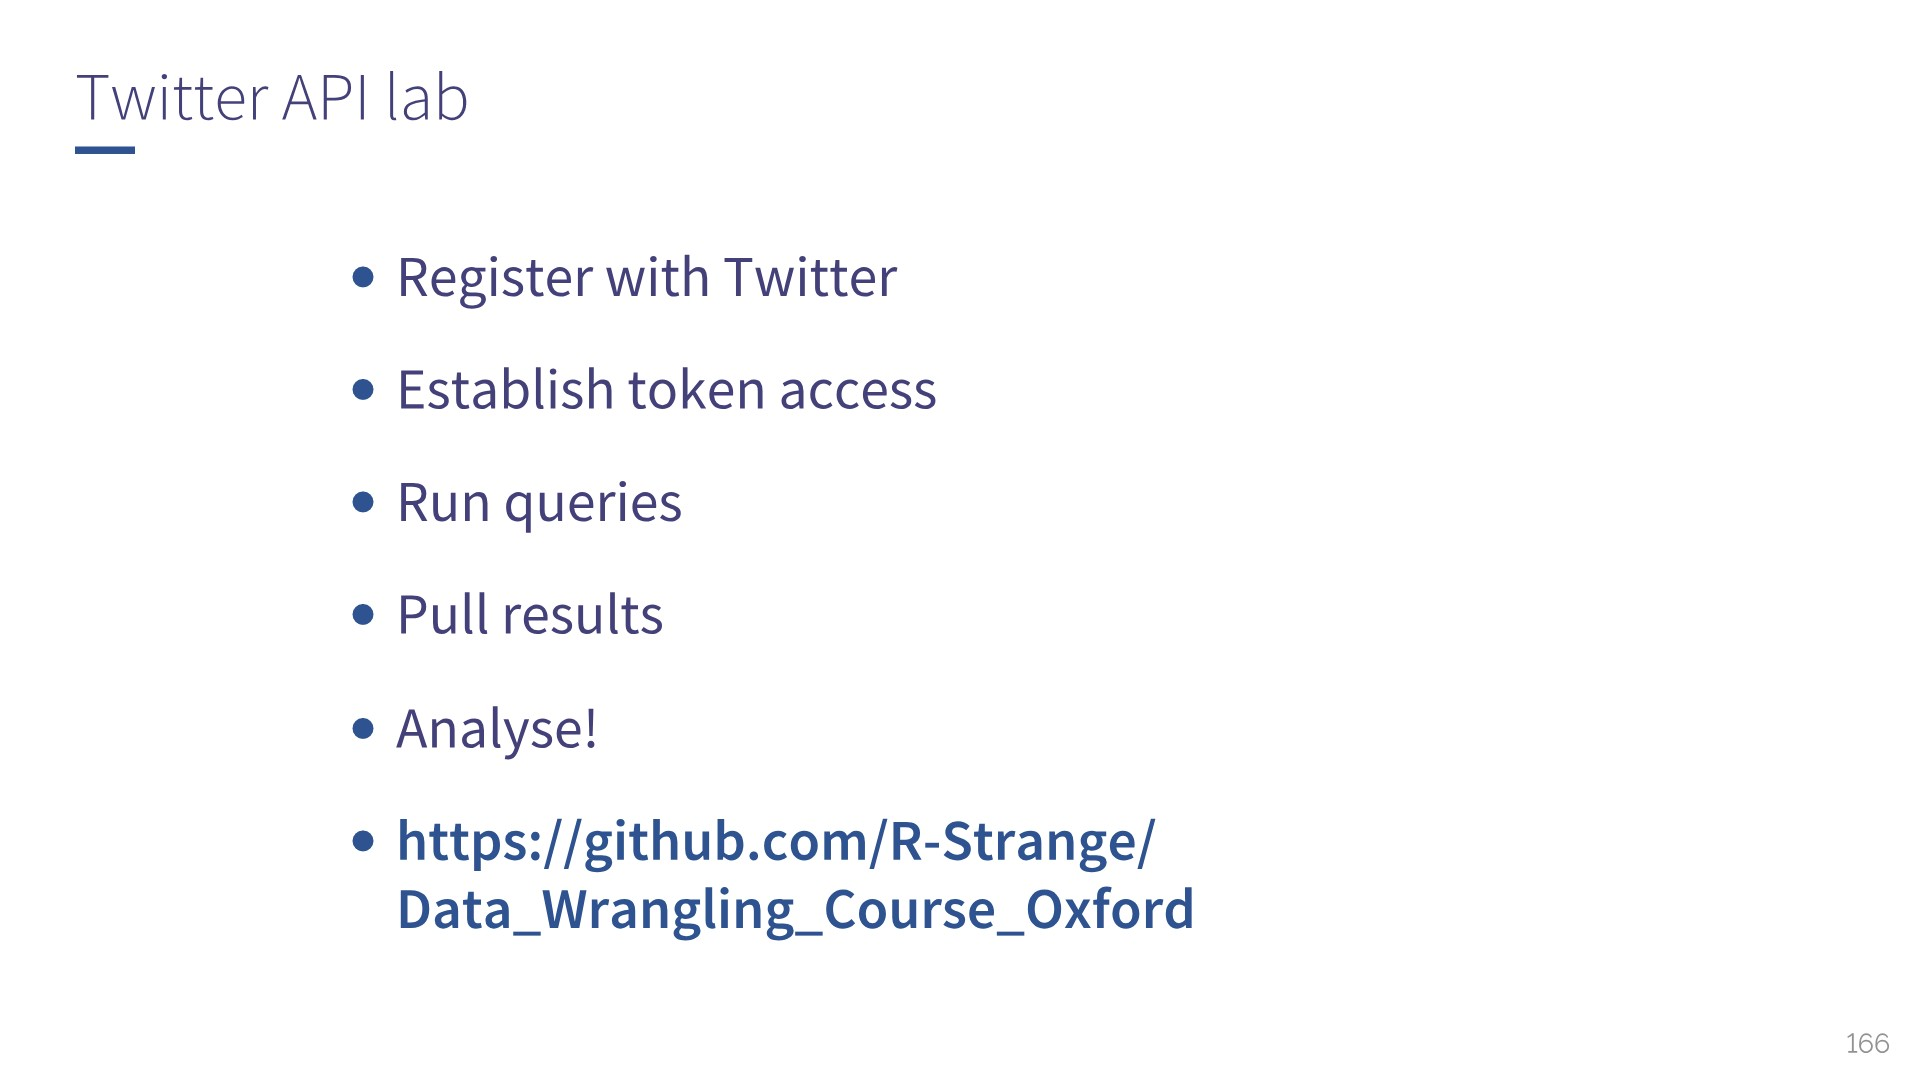 Twitter API lab
• Register with Twitter
• Establish token access
• Run queries
• Pull results
• Analyse!
• https://github.com/R-Strange/
Data_Wrangling_Course_Oxford
166